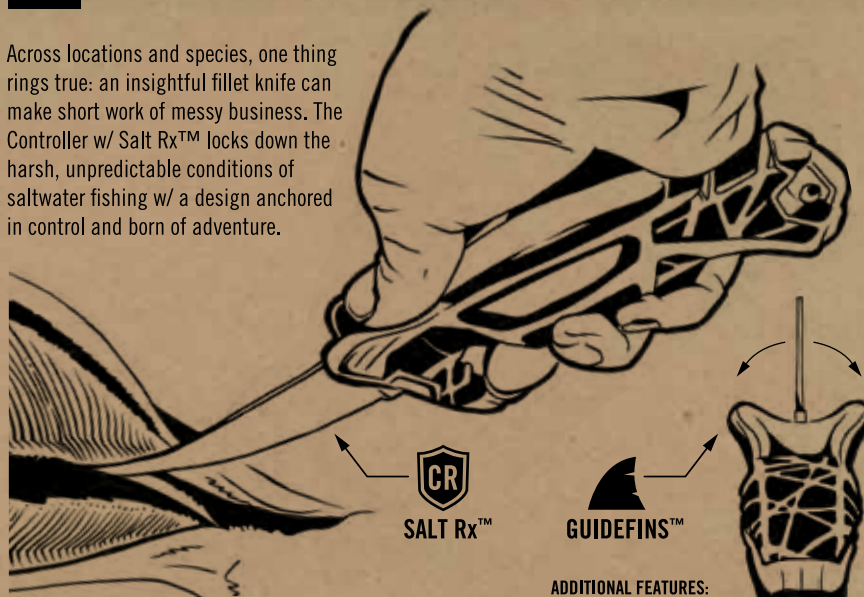 Across locations and species, one thing
rings true: an insightful fillet knife can
make short work of messy business. The
Controller w/ Salt Rx™ locks down the
harsh, unpredictable conditions of
saltwater fishing w/ a design anchored
in control and born of adventure.
CR
SALT Rx™
GUIDEFINS™
ADDITIONAL FEATURES: